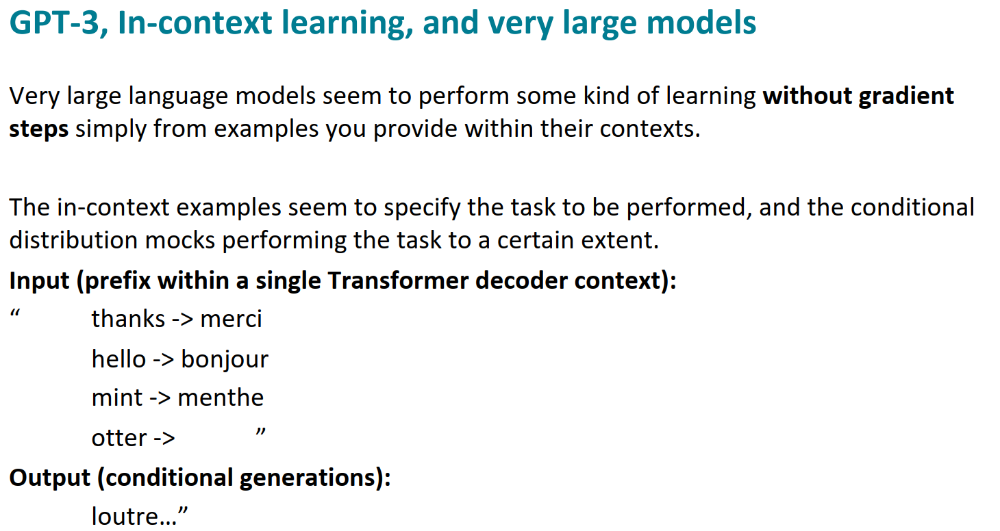 GPT-3, In-context learning, and very large models
Very large language models seem to perform some kind of learning without gradient
steps simply from examples you provide within their contexts.
The in-context examples seem to specify the task to be performed, and the conditional
distribution mocks performing the task to a certain extent.
Input (prefix within a single Transformer decoder context):
“ thanks -> merci
hello -> bonjour
mint -> menthe
otter -> ”
Output (conditional generations):
loutre…”